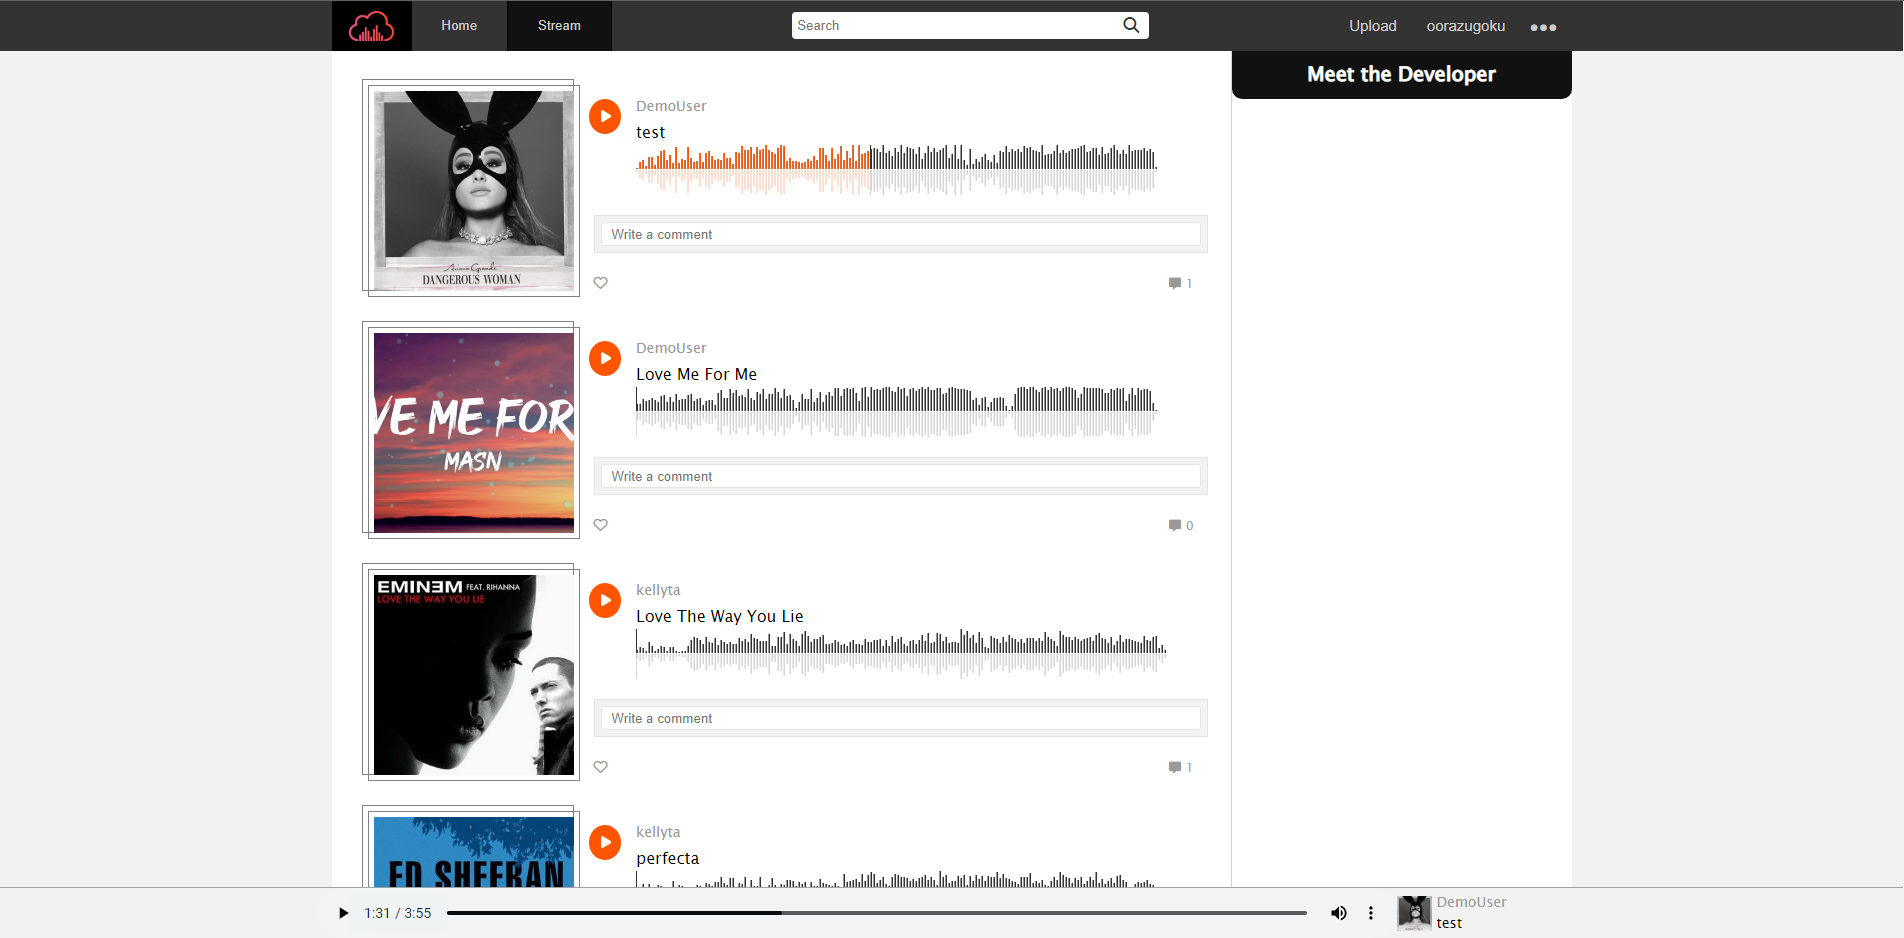 Home
Stream
Search
Upload
oorazugoku
Meet the Developer
DemoUser
test
Ariana Grande
DANGEROUS WOMAN
Write a comment
1
DemoUser
Love Me For Me
VE ME FOR
MASN
Write a comment
0
EMINEM FEAT. RIHANNA
LOVE THE WAY YOU LIE
kellyta
Love The Way You Lie
Write a comment
1
ED SHEERAN
kellyta
perfecta
1:31 / 3:55
DemoUser
test